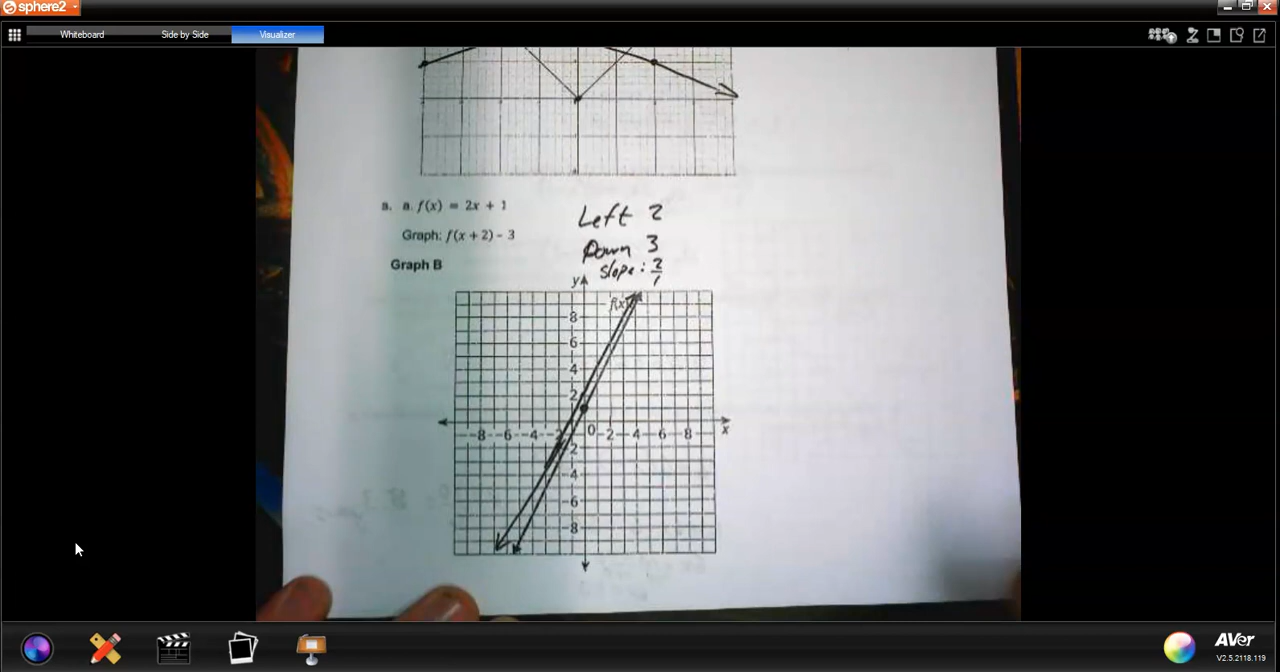 sphere2
Whiteboard
Side by Side
Visualizer
a. a. f(x) = 2x + 1
Graph: f(x + 2) - 3
Graph B
Left 2
Down 3
slope: 2/1
y
f(x)
8
6
4
2
-8 -6 -4 -2 0 2 4 6 8 x
-2
-4
-6
-8
AVer
V2.5.2118.119